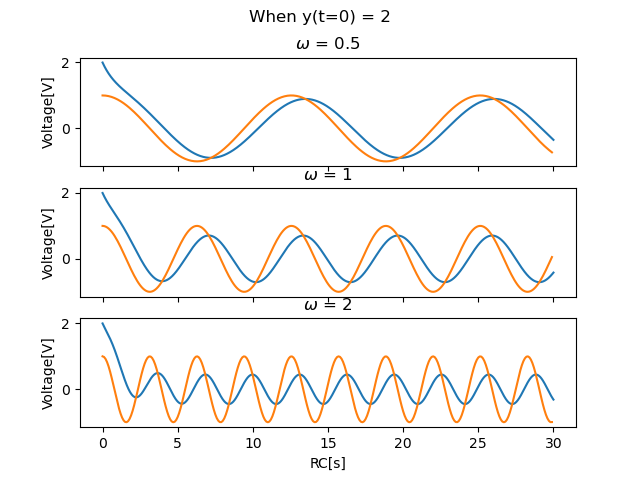 When y(t=0) = 2
ω = 0.5
Voltage[V]
2
0
ω = 1
Voltage[V]
2
0
ω = 2
Voltage[V]
2
0
0 5 10 15 20 25 30
RC[s]